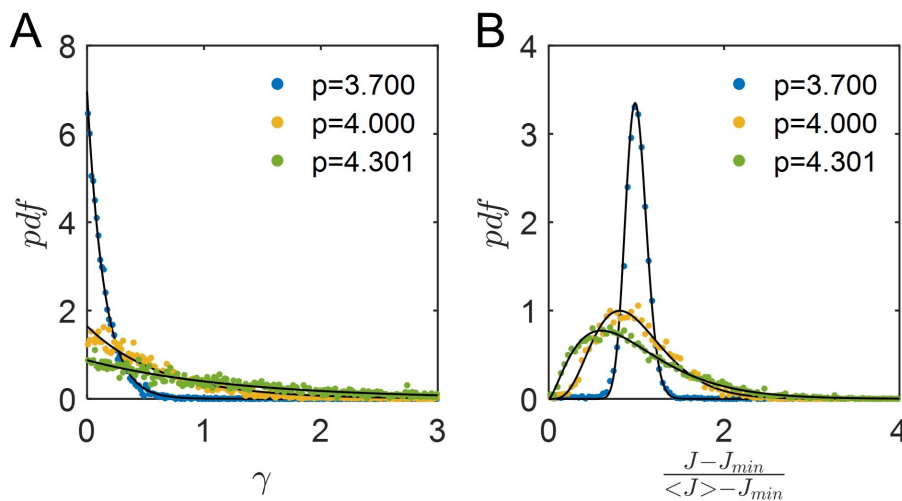 A
8
6
4
2
0
pdf
0 1 2 3
γ
p=3.700
p=4.000
p=4.301
B
4
3
2
1
0
pdf
0 2 4
J−J_min
<J>−J_min
p=3.700
p=4.000
p=4.301